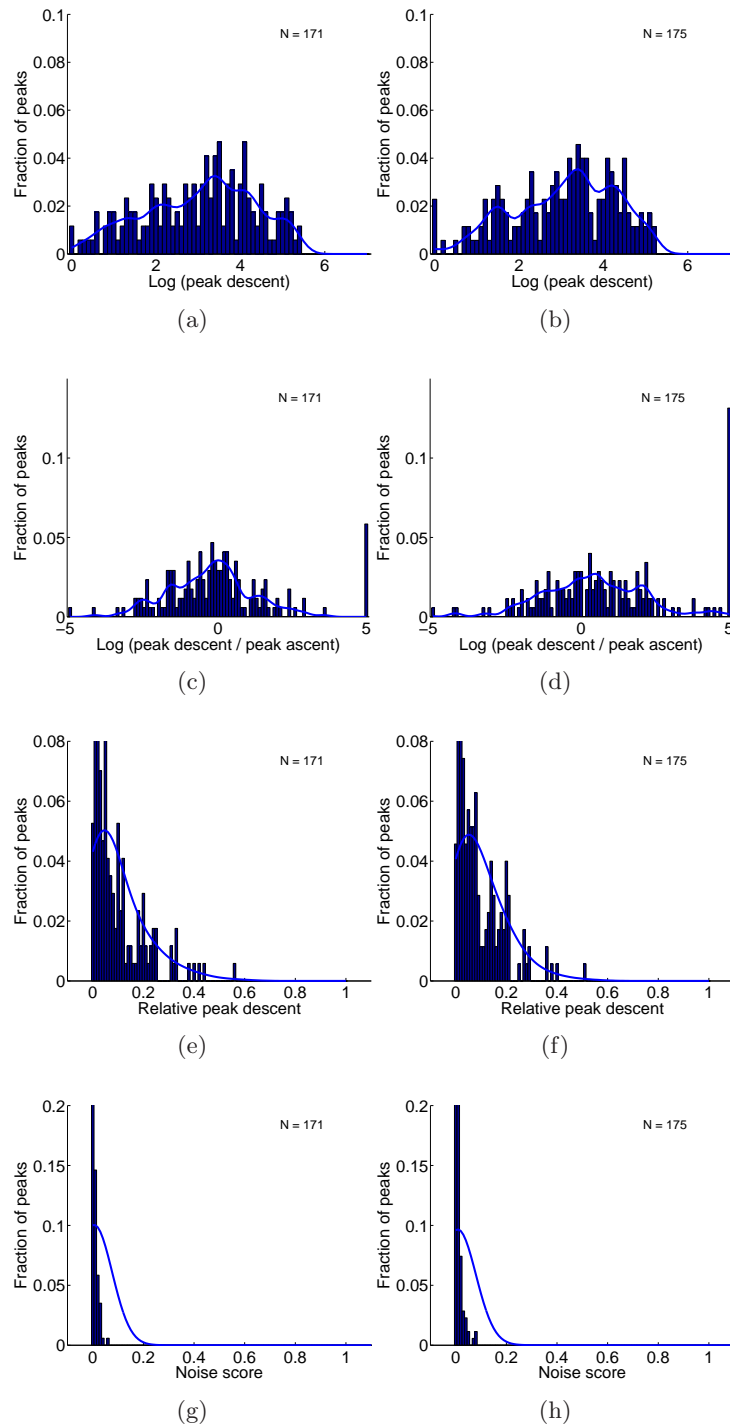 0.1
0.08
0.06
0.04
0.02
0
Fraction of peaks
N = 171
0 2 4 6
Log (peak descent)
(a)
0.1
0.08
0.06
0.04
0.02
0
Fraction of peaks
N = 175
0 2 4 6
Log (peak descent)
(b)
0.1
0.05
0
Fraction of peaks
N = 171
−5 0 5
Log (peak descent / peak ascent)
(c)
0.1
0.05
0
Fraction of peaks
N = 175
−5 0 5
Log (peak descent / peak ascent)
(d)
0.08
0.06
0.04
0.02
0
Fraction of peaks
N = 171
0 0.2 0.4 0.6 0.8 1
Relative peak descent
(e)
0.08
0.06
0.04
0.02
0
Fraction of peaks
N = 175
0 0.2 0.4 0.6 0.8 1
Relative peak descent
(f)
0.2
0.15
0.1
0.05
0
Fraction of peaks
N = 171
0 0.2 0.4 0.6 0.8 1
Noise score
(g)
0.2
0.15
0.1
0.05
0
Fraction of peaks
N = 175
0 0.2 0.4 0.6 0.8 1
Noise score
(h)